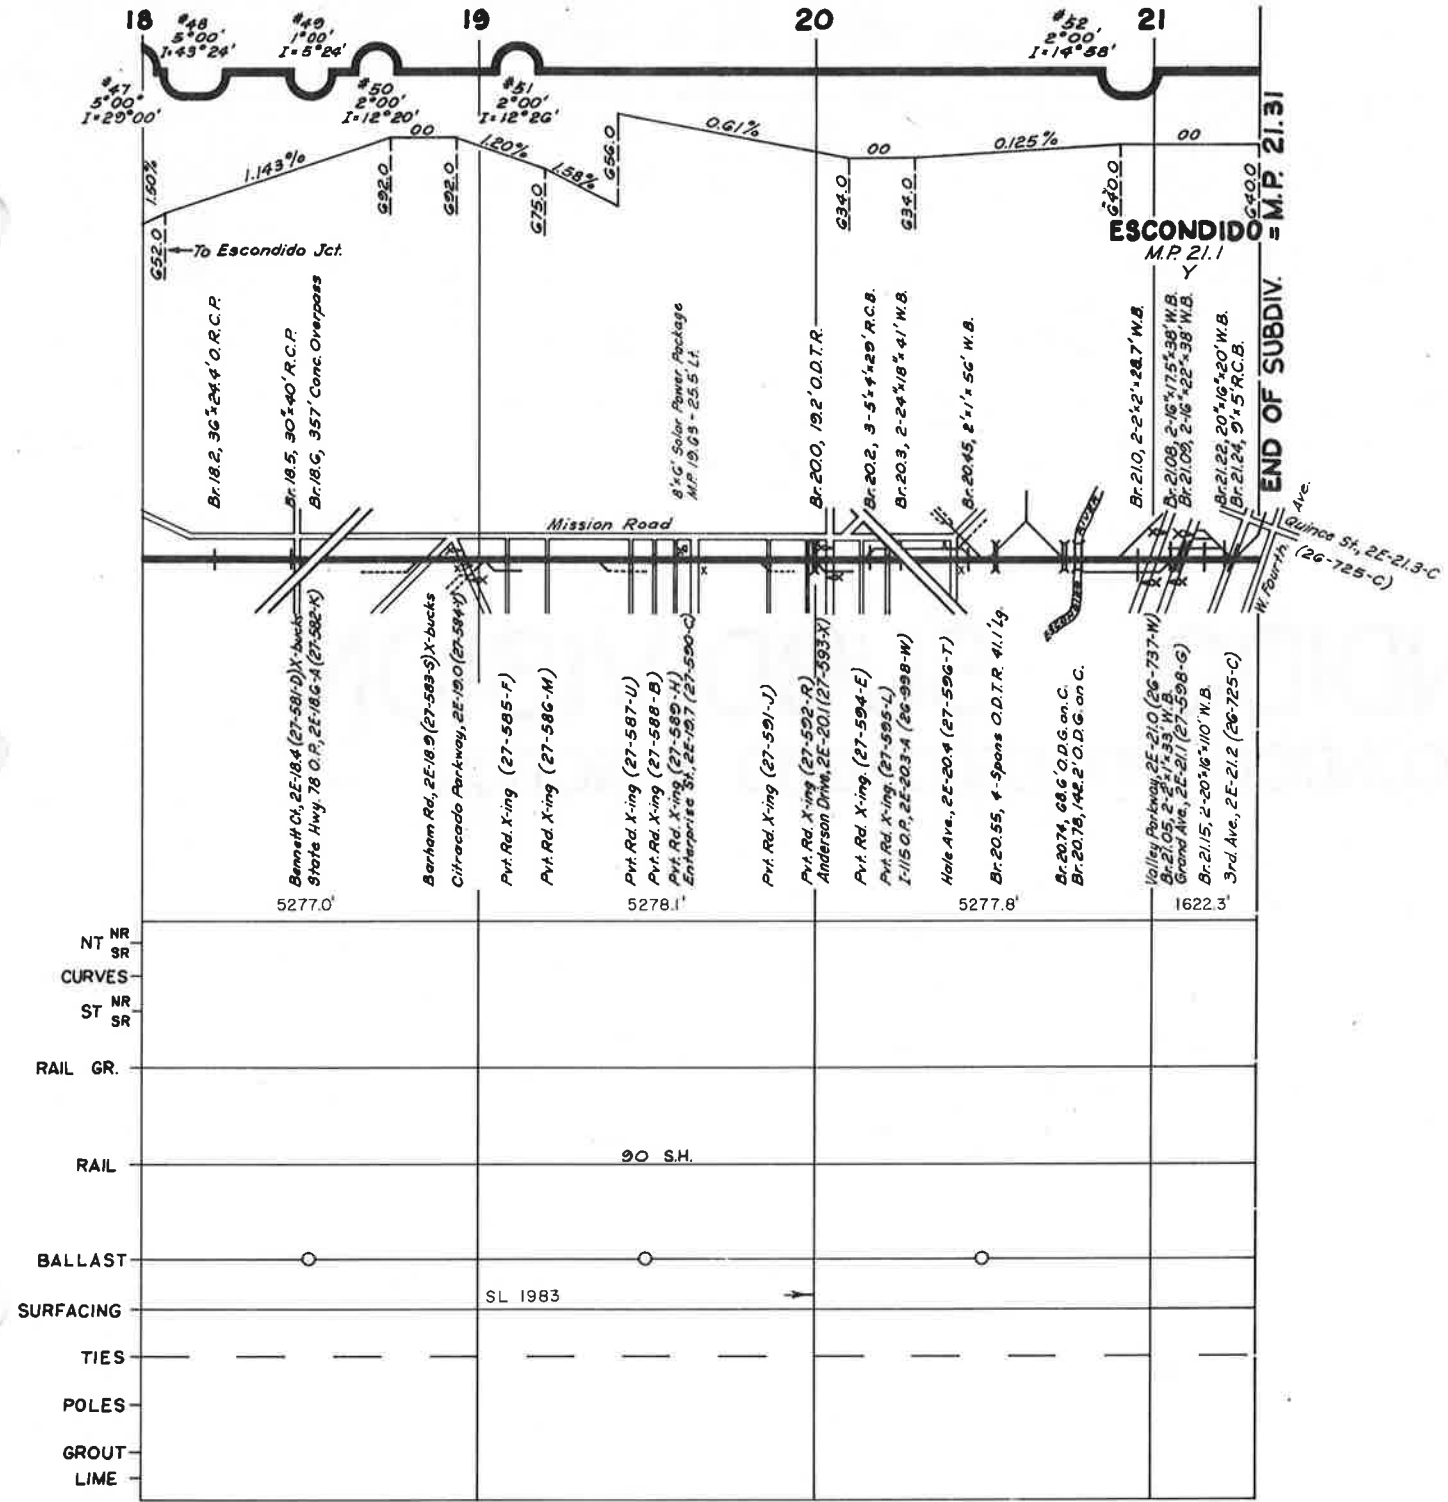 18
19
20
21
#48
5°00'
I=43°24'
#49
1°00'
I=5°24'
#52
2°00'
I=14°58'
#47
5°00"
I=29°00'
#50
2°00'
I=12°20'
#51
2°00'
I=12°26'
1.50%
1.143%
00
1.20%
1.58%
0.61%
00
0.125%
00
652.0
692.0
692.0
675.0
656.0
634.0
634.0
640.0
640.0
To Escondido Jct.
ESCONDIDO
M.P. 21.1
Y
END OF SUBDIV. = M.P. 21.31
Br. 18.2, 36"x24.4' O.R.C.P.
Br. 18.5, 30"x40' R.C.P.
Br. 18.6, 357' Conc. Overpass
8'x6' Solar Power Package
M.P. 19.63 - 25.5' Lt.
Br. 20.0, 19.2' O.D.T.R.
Br. 20.2, 3-5'x4'x29' R.C.B.
Br. 20.3, 2-24"x18"x41' W.B.
Br. 20.45, 2'x1'x56' W.B.
Br. 21.0, 2-2'x2'x28.7' W.B.
Br. 21.08, 2-16"x17.5"x38' W.B.
Br. 21.09, 2-16"x22"x38' W.B.
Br. 21.22, 20"x16"x20' W.B.
Br. 21.24, 9'x5' R.C.B.
Mission Road
ESCONDIDO RIVER
W. Fourth Ave.
Quince St., 2E-21.3-C
(26-725-C)
Bennett Ct., 2E-18.4 (27-581-D) X-bucks
State Hwy. 78 O.P., 2E-18.6-A (27-582-K)
Barham Rd, 2E-18.9 (27-583-S) X-bucks
Citracado Parkway, 2E-19.0 (27-584-Y)
Pvt. Rd. X-ing (27-585-F)
Pvt. Rd. X-ing (27-586-M)
Pvt. Rd. X-ing (27-587-U)
Pvt. Rd. X-ing (27-588-B)
Pvt. Rd. X-ing (27-589-H)
Enterprise St., 2E-19.7 (27-590-C)
Pvt. Rd. X-ing (27-591-J)
Pvt. Rd. X-ing (27-592-R)
Anderson Drive, 2E-20.1 (27-593-X)
Pvt. Rd. X-ing. (27-594-E)
Pvt. Rd. X-ing. (27-595-L)
I-115 O.P., 2E-20.3-A (26-998-W)
Hale Ave., 2E-20.4 (27-596-T)
Br. 20.55, 4-Spans O.D.T.R. 41.1' Lg.
Br. 20.74, 68.6' O.D.G. on C.
Br. 20.78, 142.2' O.D.G. on C.
Valley Parkway, 2E-21.0 (26-737-W)
Br. 21.05, 2-2'x1'x33' W.B.
Grand Ave., 2E-21.1 (27-598-G)
Br. 21.15, 2-20"x16"x110' W.B.
3rd. Ave., 2E-21.2 (26-725-C)
5277.0'
5278.1'
5277.8'
1622.3'
NT NR
SR
CURVES
ST NR
SR
RAIL GR.
RAIL
90 S.H.
BALLAST
SL 1983
SURFACING
TIES
POLES
GROUT
LIME